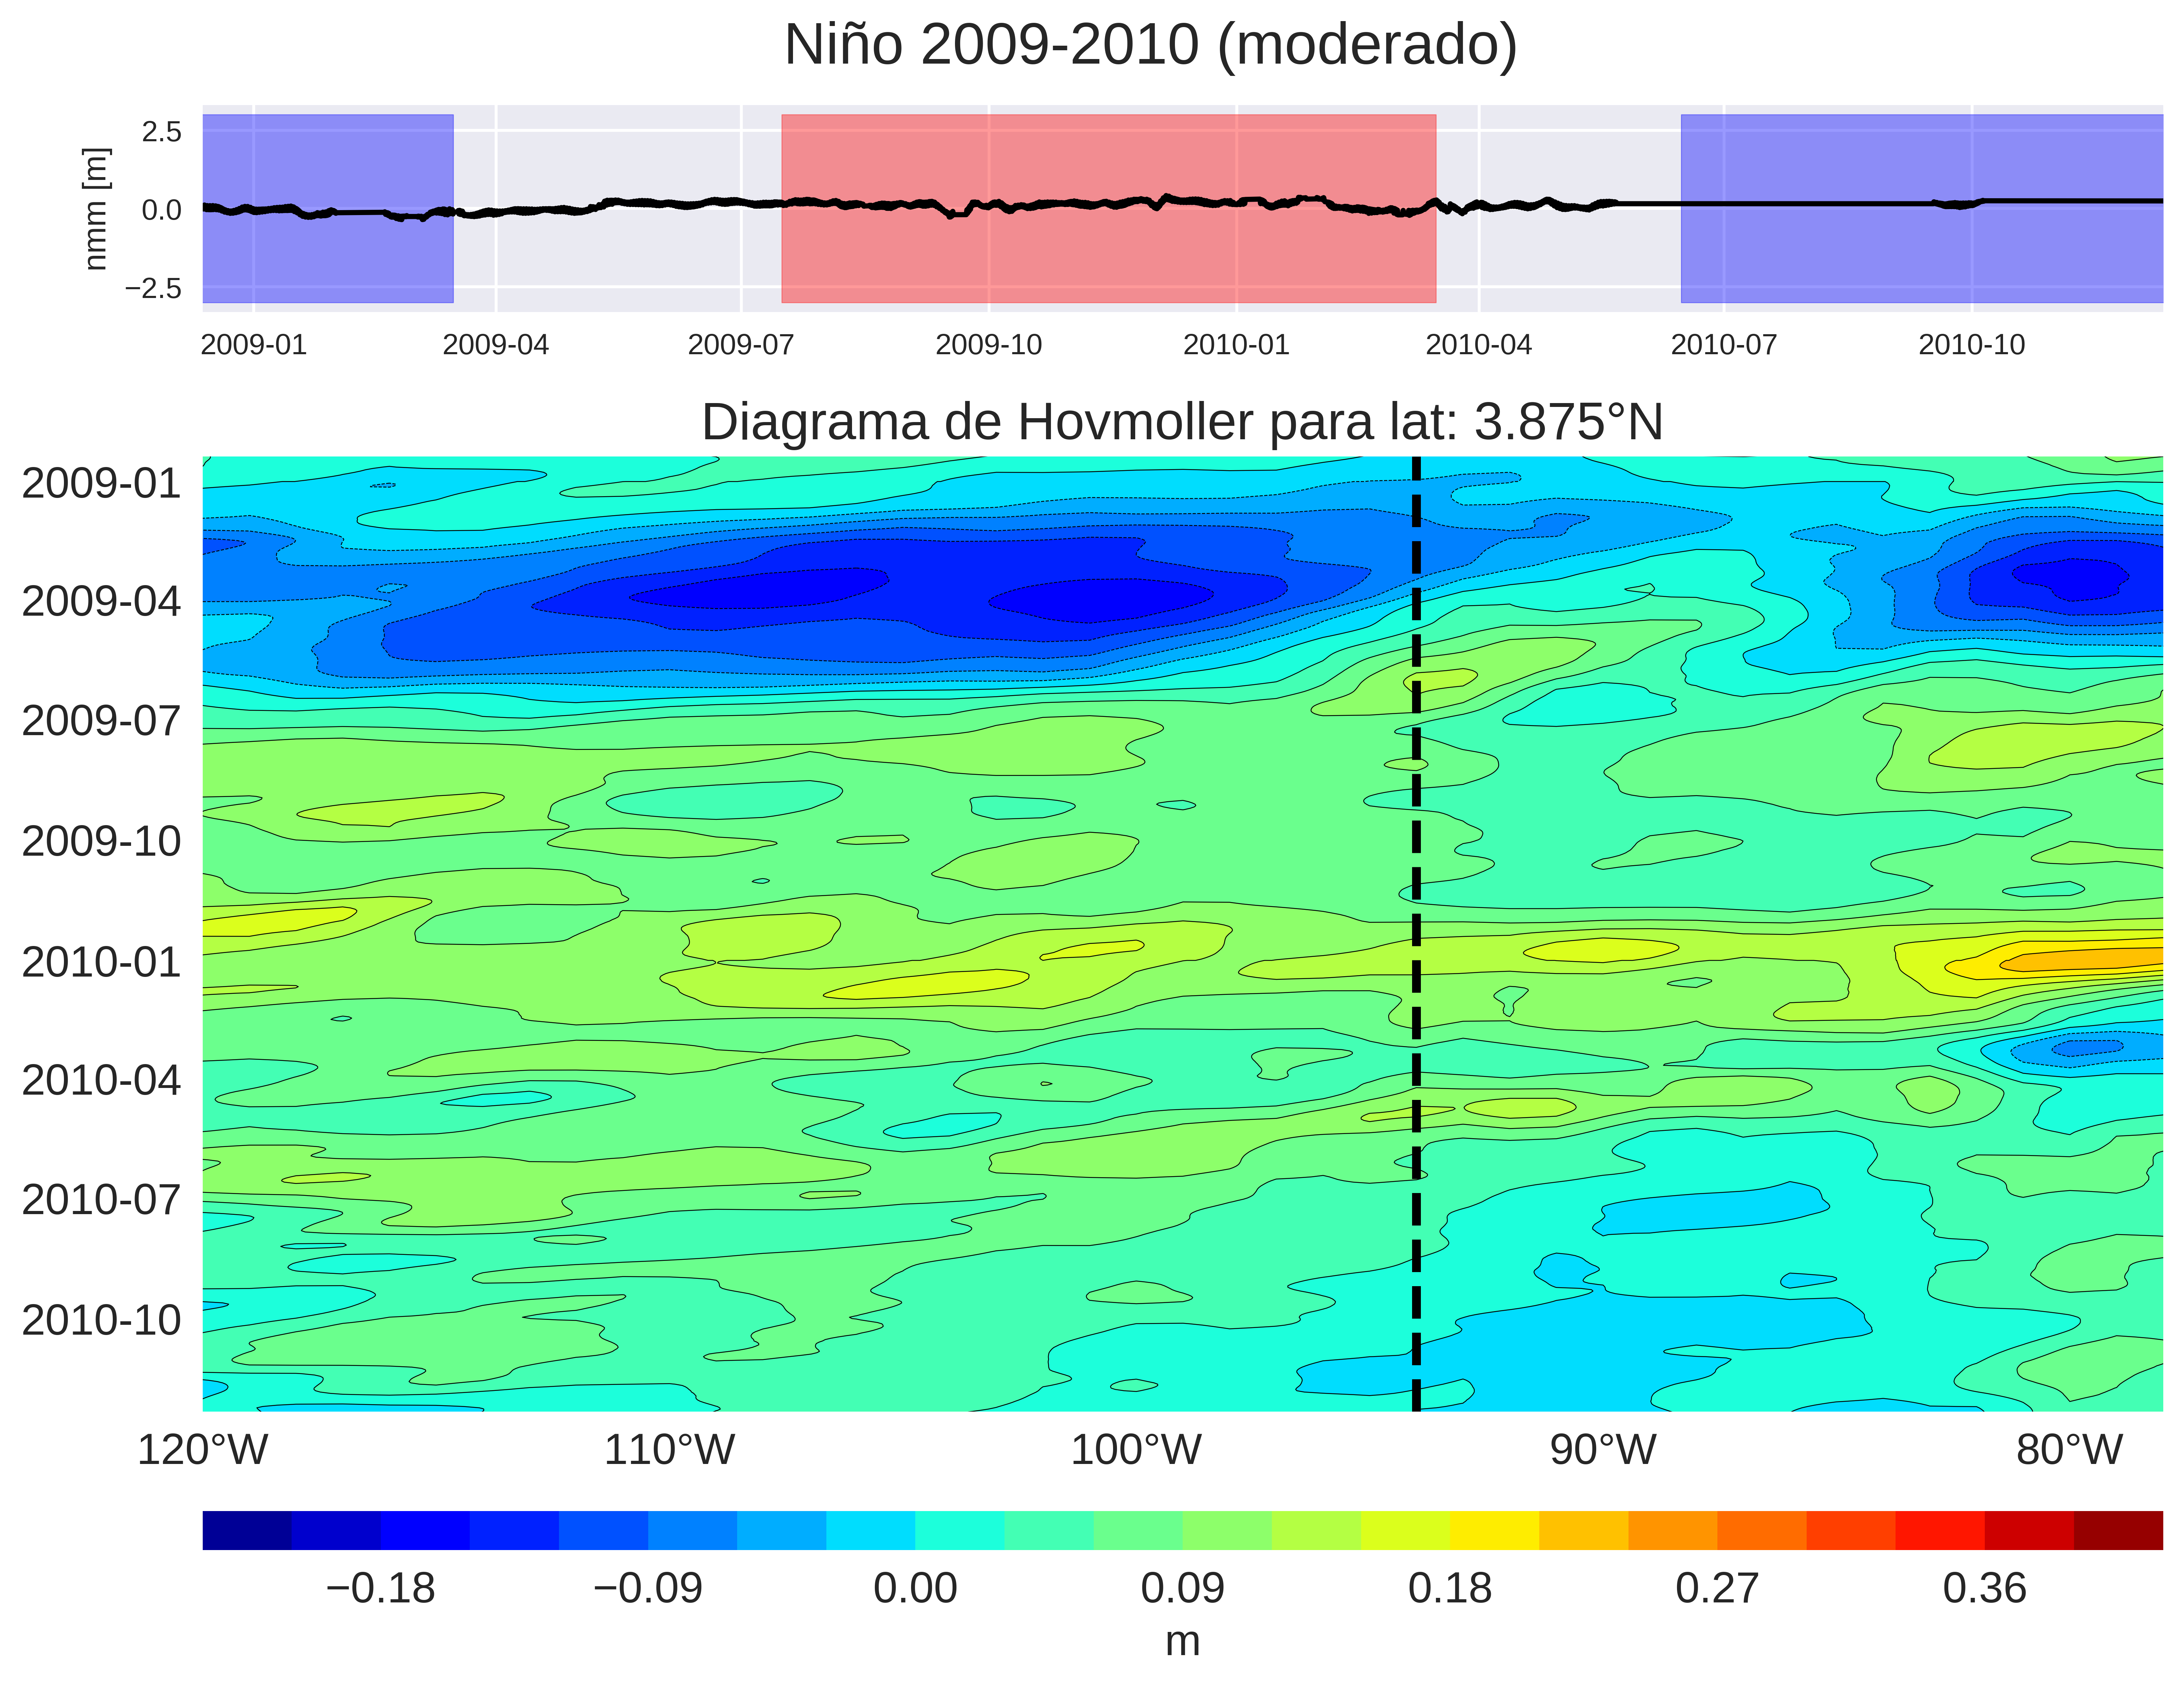 Niño 2009-2010 (moderado)
2.5
0.0
−2.5
nmm [m]
2009-01 2009-04 2009-07 2009-10 2010-01 2010-04 2010-07 2010-10
Diagrama de Hovmoller para lat: 3.875°N
2009-01
2009-04
2009-07
2009-10
2010-01
2010-04
2010-07
2010-10
120°W 110°W 100°W 90°W 80°W
−0.18 −0.09 0.00 0.09 0.18 0.27 0.36
m